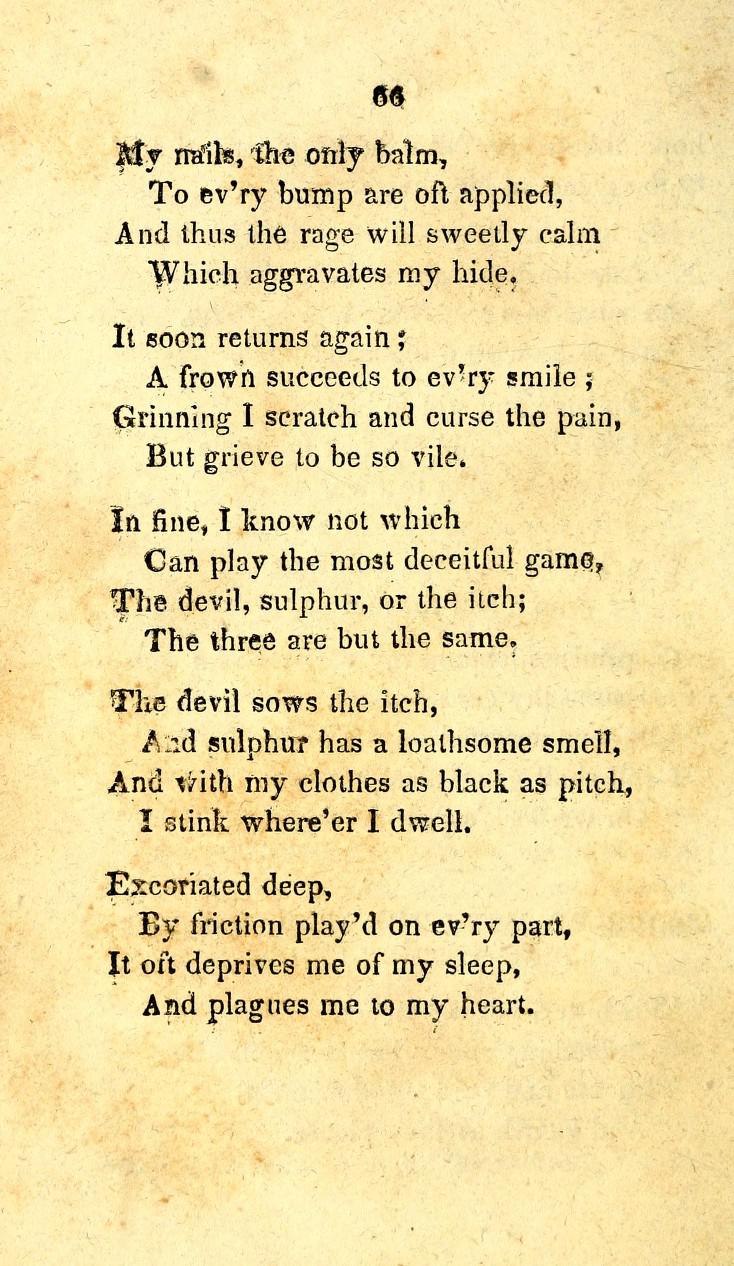 66
My nails, the only balm,
To ev'ry bump are oft applied,
And thus the rage will sweetly calm
Which aggravates my hide.
It soon returns again;
A frown succeeds to ev'ry smile;
Grinning I scratch and curse the pain,
But grieve to be so vile.
In fine, I know not which
Can play the most deceitful game,
The devil, sulphur, or the itch;
The three are but the same.
The devil sows the itch,
And sulphur has a loathsome smell,
And with my clothes as black as pitch,
I stink where'er I dwell.
Excoriated deep,
By friction play'd on ev'ry part,
It oft deprives me of my sleep,
And plagues me to my heart.